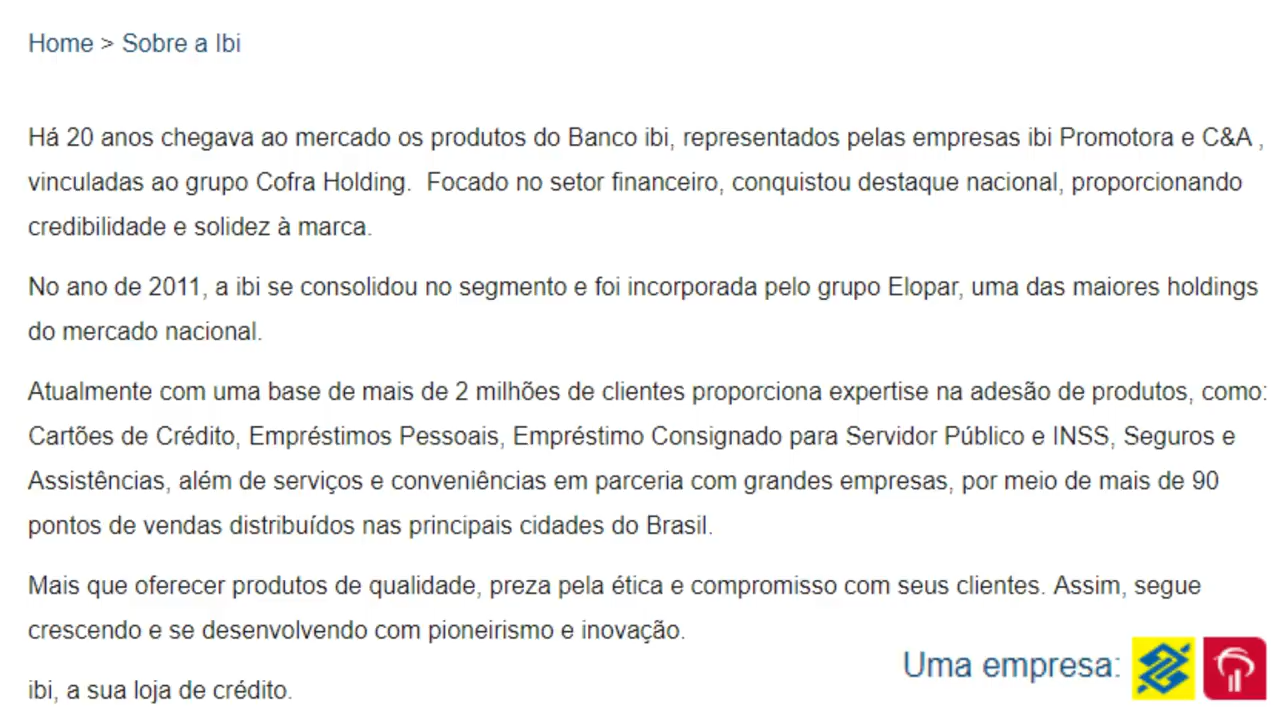 Home > Sobre a Ibi
Há 20 anos chegava ao mercado os produtos do Banco ibi, representados pelas empresas ibi Promotora e C&A ,
vinculadas ao grupo Cofra Holding.  Focado no setor financeiro, conquistou destaque nacional, proporcionando
credibilidade e solidez à marca.
No ano de 2011, a ibi se consolidou no segmento e foi incorporada pelo grupo Elopar, uma das maiores holdings
do mercado nacional.
Atualmente com uma base de mais de 2 milhões de clientes proporciona expertise na adesão de produtos, como:
Cartões de Crédito, Empréstimos Pessoais, Empréstimo Consignado para Servidor Público e INSS, Seguros e
Assistências, além de serviços e conveniências em parceria com grandes empresas, por meio de mais de 90
pontos de vendas distribuídos nas principais cidades do Brasil.
Mais que oferecer produtos de qualidade, preza pela ética e compromisso com seus clientes. Assim, segue
crescendo e se desenvolvendo com pioneirismo e inovação.
Uma empresa:
ibi, a sua loja de crédito.